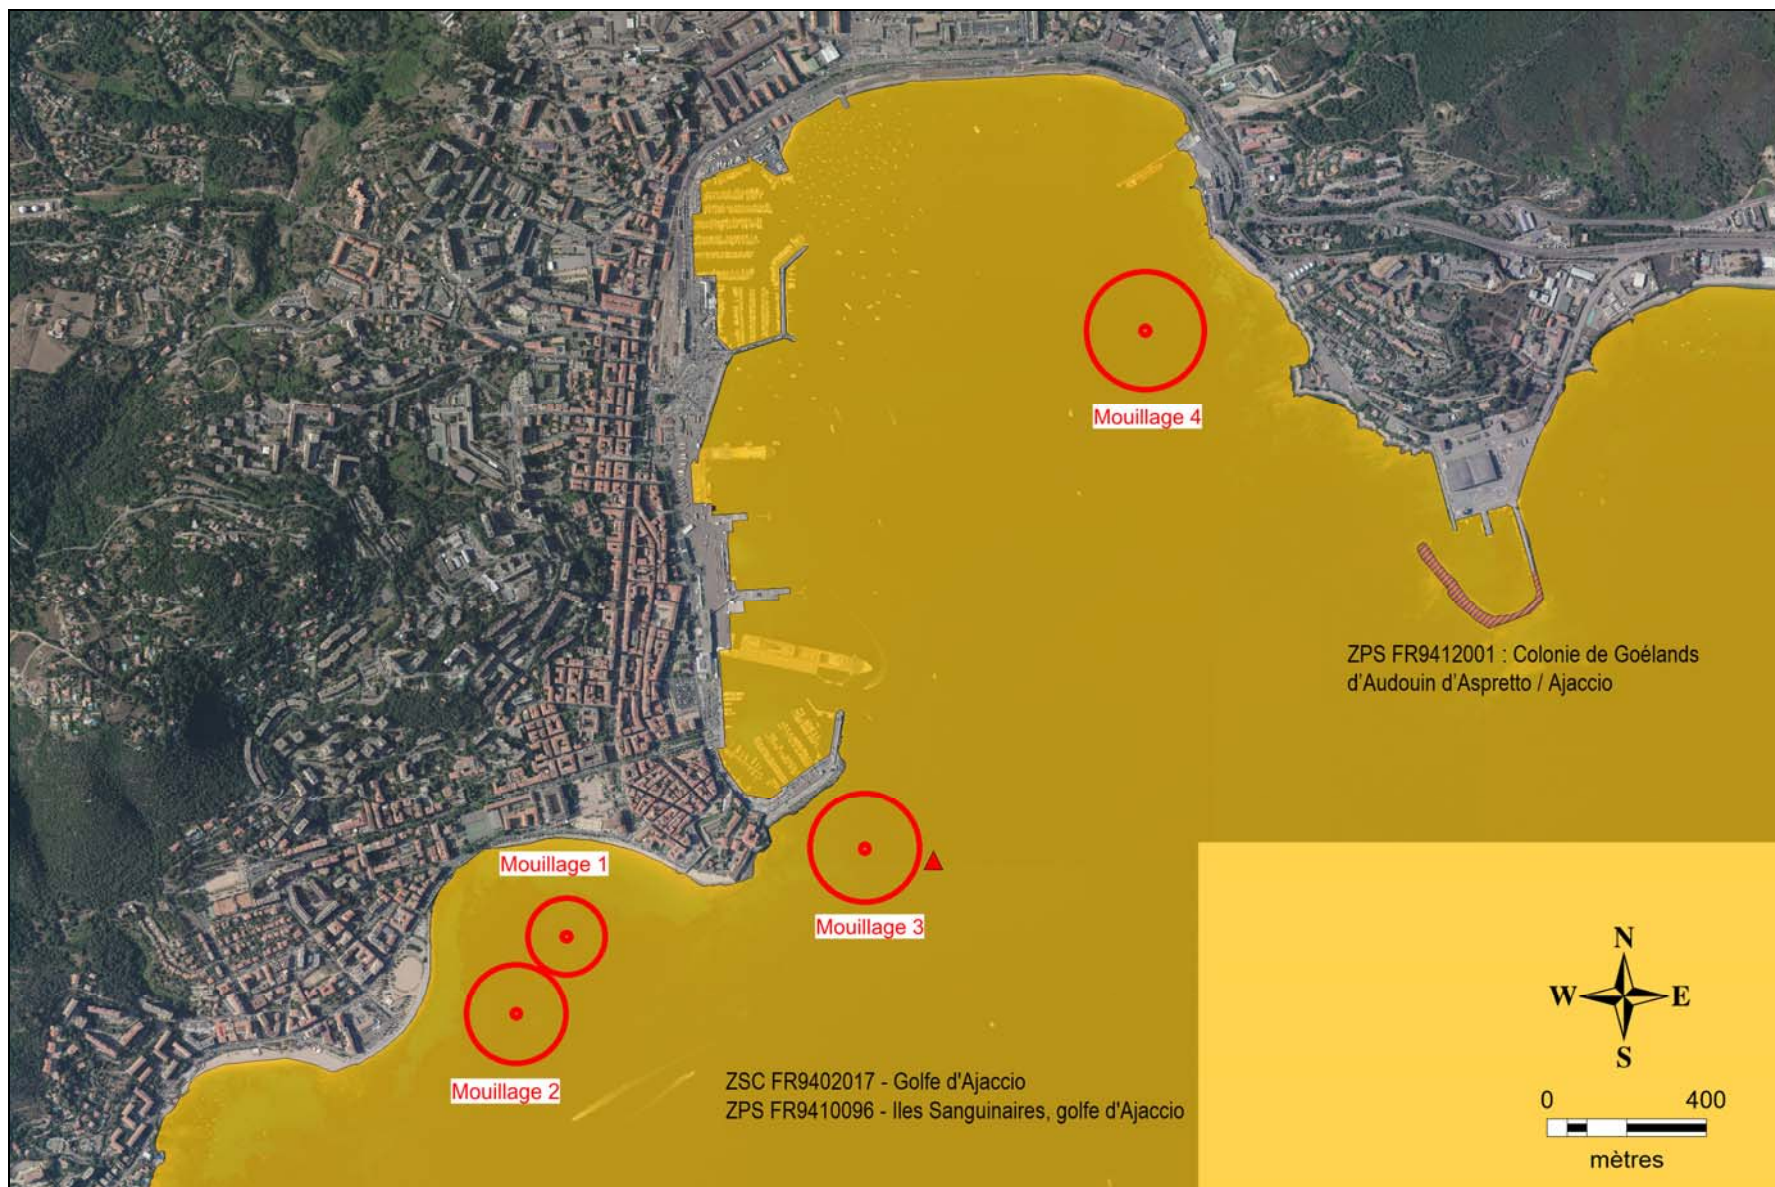 Mouillage 4
ZPS FR9412001 : Colonie de Goélands
d'Audouin d'Aspretto / Ajaccio
Mouillage 1
Mouillage 3
Mouillage 2
ZSC FR9402017 - Golfe d'Ajaccio
ZPS FR9410096 - Iles Sanguinaires, golfe d'Ajaccio
N
W E
S
0 400
mètres